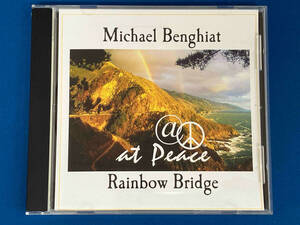 Michael Benghiat
@
at Peace
Rainbow Bridge